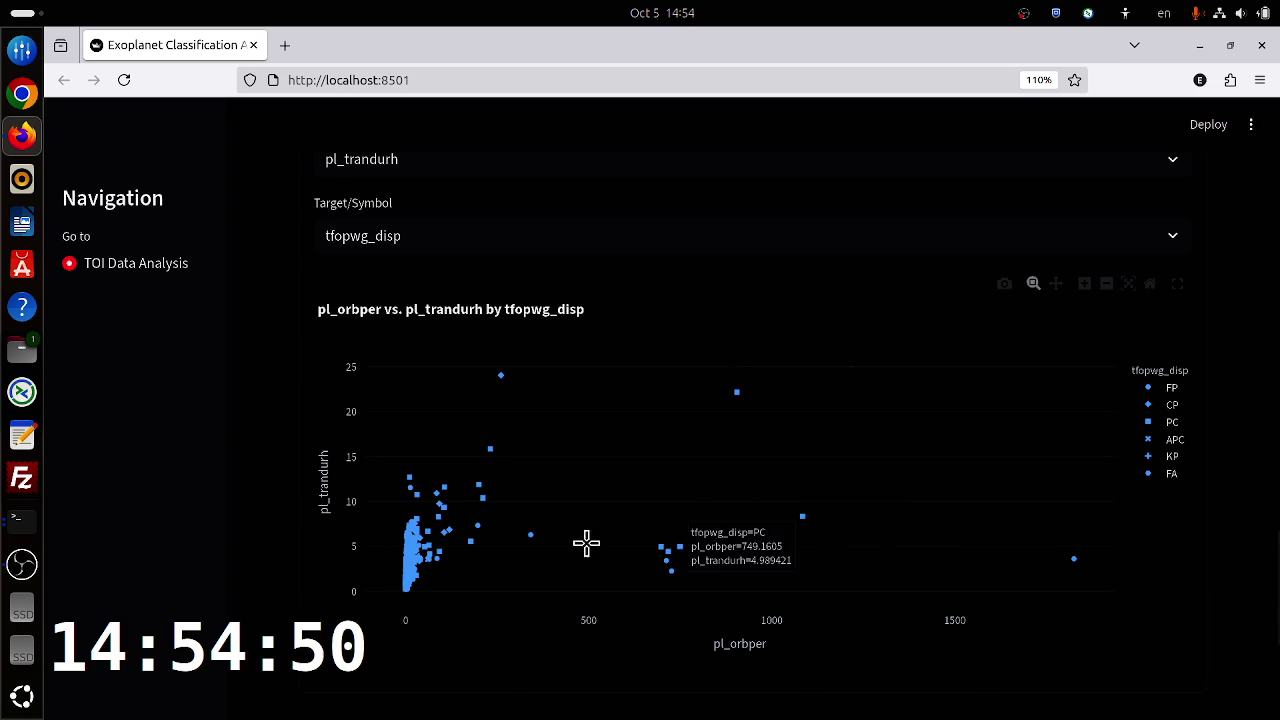 Oct 5 14:54
en
Exoplanet Classification A
http://localhost:8501
110%
E
Deploy
Navigation
Go to
TOI Data Analysis
pl_trandurh
Target/Symbol
tfopwg_disp
pl_orbper vs. pl_trandurh by tfopwg_disp
25
20
15
10
5
0
pl_trandurh
0
500
1000
1500
pl_orbper
tfopwg_disp
FP
CP
PC
APC
KP
FA
tfopwg_disp=PC
pl_orbper=749.1605
pl_trandurh=4.989421
1
SSD
SSD
14:54:50